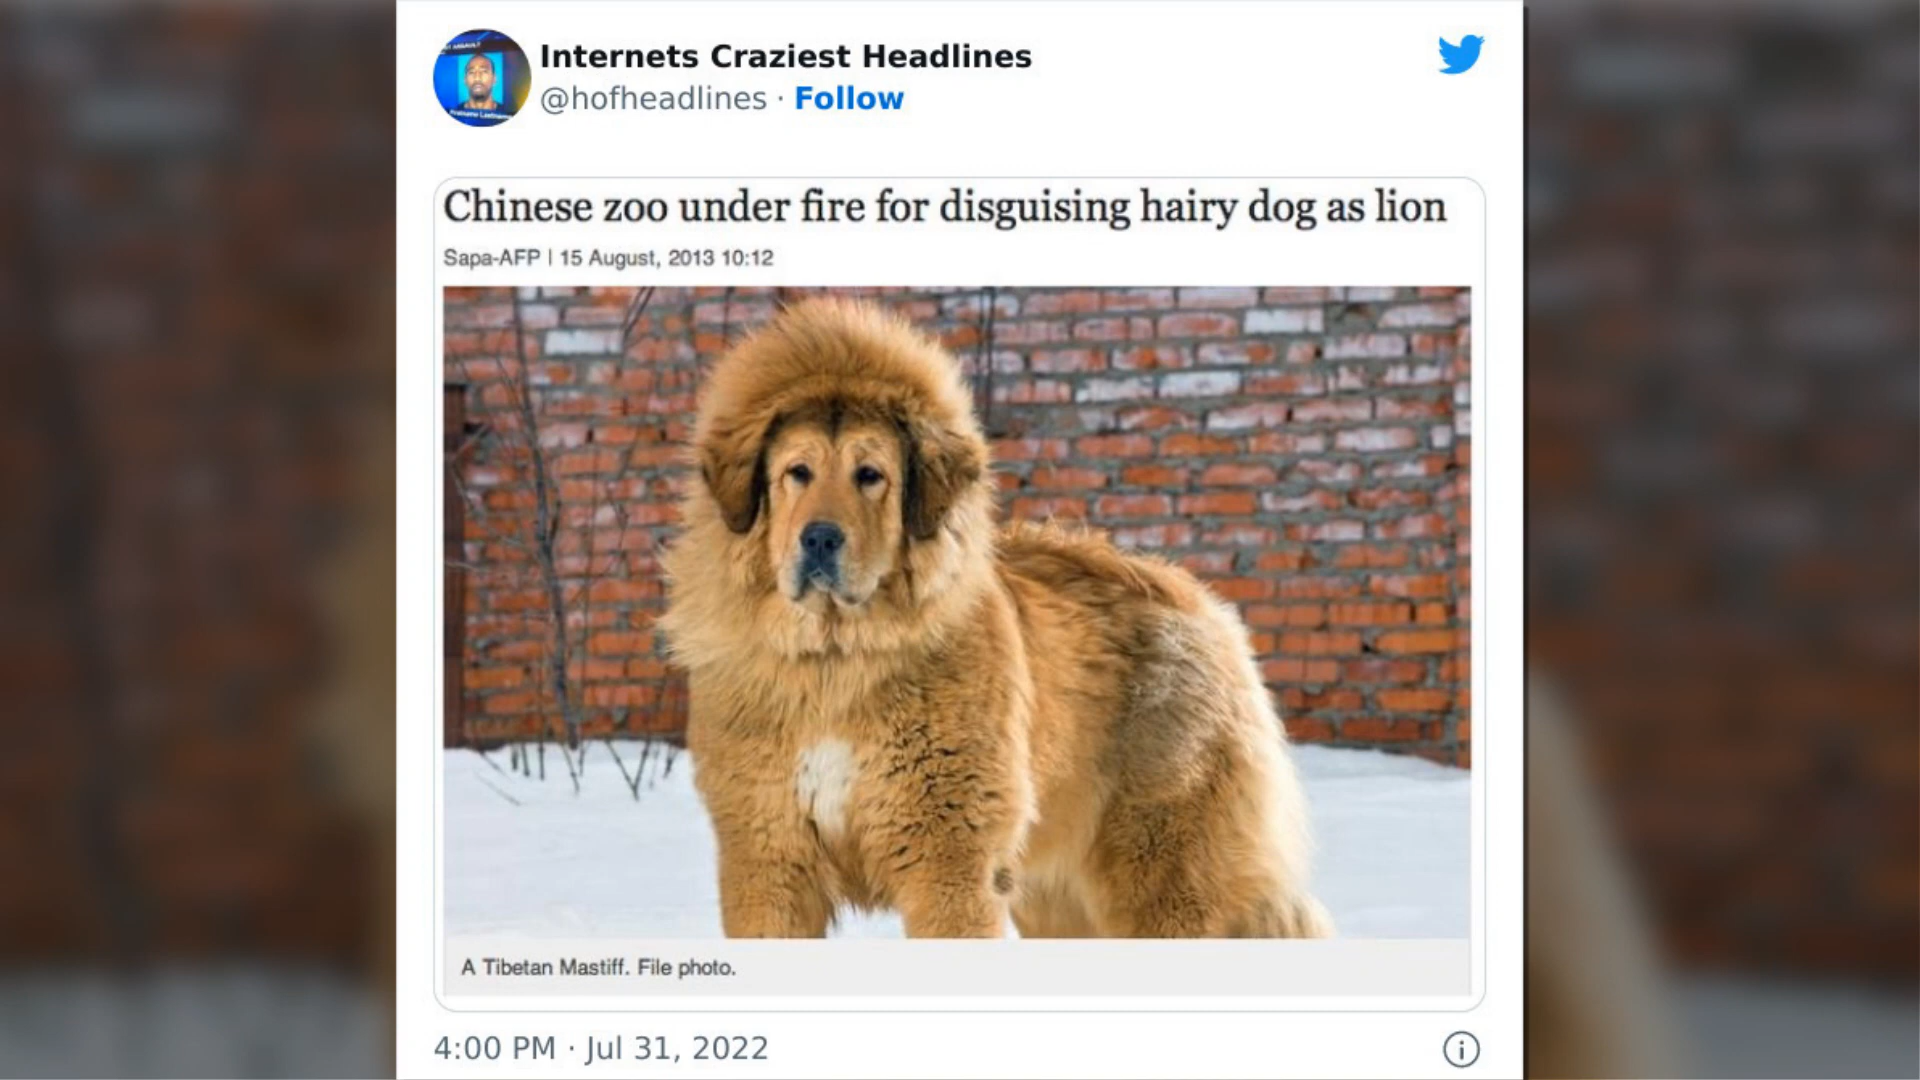 Internets Craziest Headlines
@hofheadlines · Follow
Chinese zoo under fire for disguising hairy dog as lion
Sapa-AFP | 15 August, 2013 10:12
A Tibetan Mastiff. File photo.
4:00 PM · Jul 31, 2022